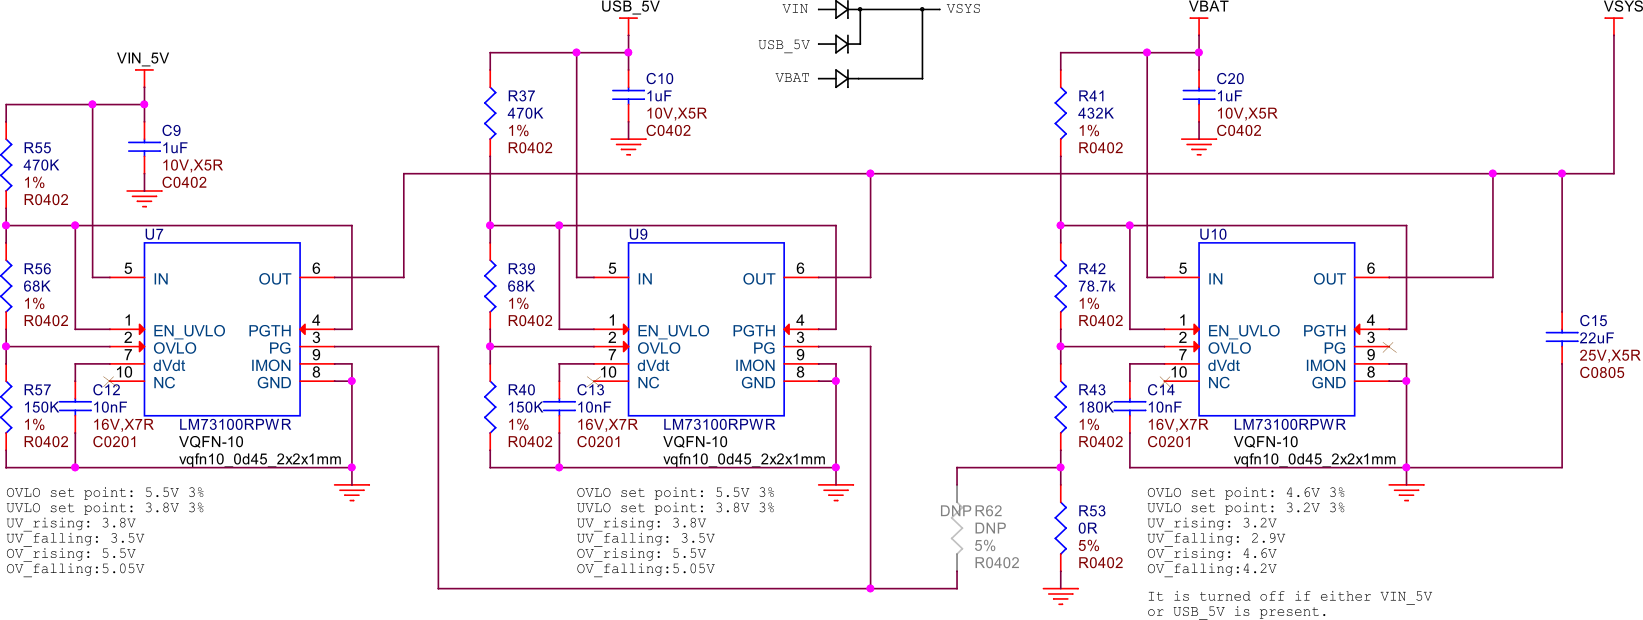 VIN
VSYS
USB_5V
VBAT
VIN_5V
R55
470K
1%
R0402
C9
1uF
10V,X5R
C0402
R56
68K
1%
R0402
R57
150K
1%
R0402
C12
10nF
16V,X7R
C0201
U7
5 IN
OUT 6
1 EN_UVLO
PGTH 4
2 OVLO
PG 3
7 dVdt
IMON 9
10 NC
GND 8
LM73100RPWR
VQFN-10
vqfn10_0d45_2x2x1mm
OVLO set point: 5.5V 3%
UVLO set point: 3.8V 3%
UV_rising: 3.8V
UV_falling: 3.5V
OV_rising: 5.5V
OV_falling:5.05V
USB_5V
R37
470K
1%
R0402
C10
1uF
10V,X5R
C0402
R39
68K
1%
R0402
R40
150K
1%
R0402
C13
10nF
16V,X7R
C0201
U9
5 IN
OUT 6
1 EN_UVLO
PGTH 4
2 OVLO
PG 3
7 dVdt
IMON 9
10 NC
GND 8
LM73100RPWR
VQFN-10
vqfn10_0d45_2x2x1mm
OVLO set point: 5.5V 3%
UVLO set point: 3.8V 3%
UV_rising: 3.8V
UV_falling: 3.5V
OV_rising: 5.5V
OV_falling:5.05V
DNP R62
DNP
5%
R0402
VBAT
R41
432K
1%
R0402
C20
1uF
10V,X5R
C0402
R42
78.7k
1%
R0402
R43
180K
1%
R0402
C14
10nF
16V,X7R
C0201
R53
0R
5%
R0402
U10
5 IN
OUT 6
1 EN_UVLO
PGTH 4
2 OVLO
PG 3
7 dVdt
IMON 9
10 NC
GND 8
LM73100RPWR
VQFN-10
vqfn10_0d45_2x2x1mm
OVLO set point: 4.6V 3%
UVLO set point: 3.2V 3%
UV_rising: 3.2V
UV_falling: 2.9V
OV_rising: 4.6V
OV_falling:4.2V
It is turned off if either VIN_5V
or USB_5V is present.
VSYS
C15
22uF
25V,X5R
C0805